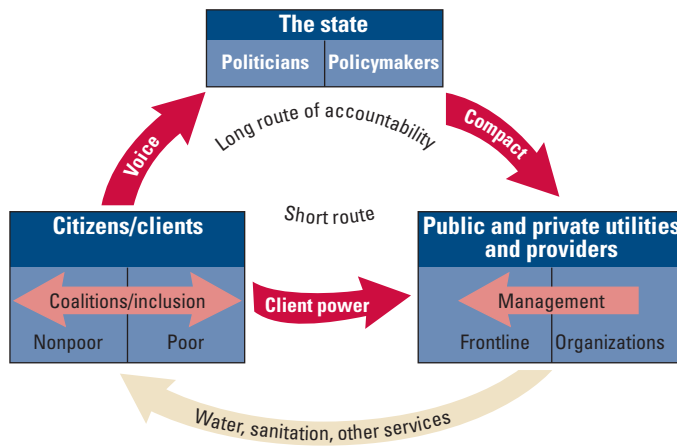 The state
Politicians
Policymakers
Voice
Long route of accountability
Compact
Short route
Citizens/clients
Coalitions/inclusion
Nonpoor
Poor
Client power
Public and private utilities
and providers
Management
Frontline
Organizations
Water, sanitation, other services